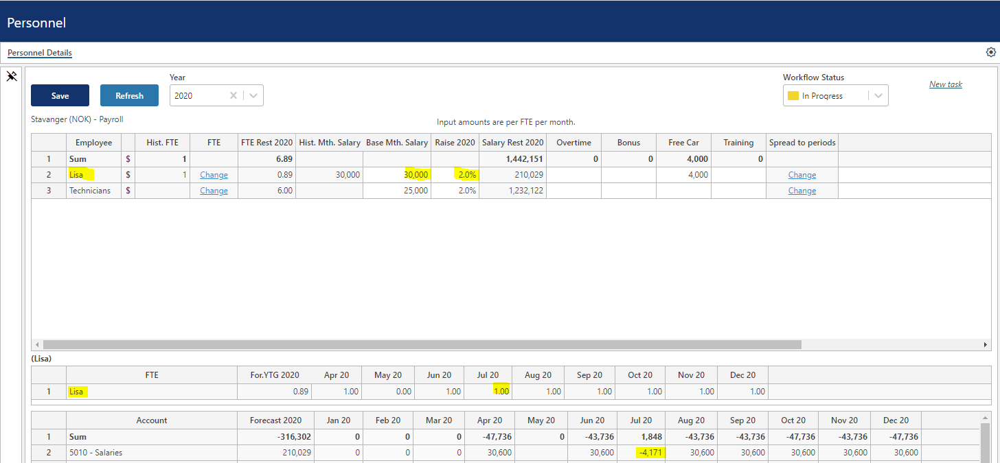 Personnel
Personnel Details
Year
Workflow Status
Save Refresh 2020 In Progress New task
Stavanger (NOK) - Payroll
Input amounts are per FTE per month.
Employee Hist. FTE FTE FTE Rest 2020 Hist. Mth. Salary Base Mth. Salary Raise 2020 Salary Rest 2020 Overtime Bonus Free Car Training Spread to periods
1 Sum $ 1 6.89 1,442,151 0 0 4,000 0
2 Lisa $ 1 Change 0.89 30,000 30,000 2.0% 210,029 4,000 Change
3 Technicians $ Change 6.00 25,000 2.0% 1,232,122 Change
(Lisa)
FTE For.YTG 2020 Apr 20 May 20 Jun 20 Jul 20 Aug 20 Sep 20 Oct 20 Nov 20 Dec 20
1 Lisa 0.89 1.00 0.00 1.00 1.00 1.00 1.00 1.00 1.00 1.00
Account Forecast 2020 Jan 20 Feb 20 Mar 20 Apr 20 May 20 Jun 20 Jul 20 Aug 20 Sep 20 Oct 20 Nov 20 Dec 20
1 Sum -316,302 0 0 0 -47,736 0 -43,736 1,848 -43,736 -43,736 -47,736 -43,736 -47,736
2 5010 - Salaries 210,029 0 0 0 30,600 30,600 -4,171 30,600 30,600 30,600 30,600 30,600